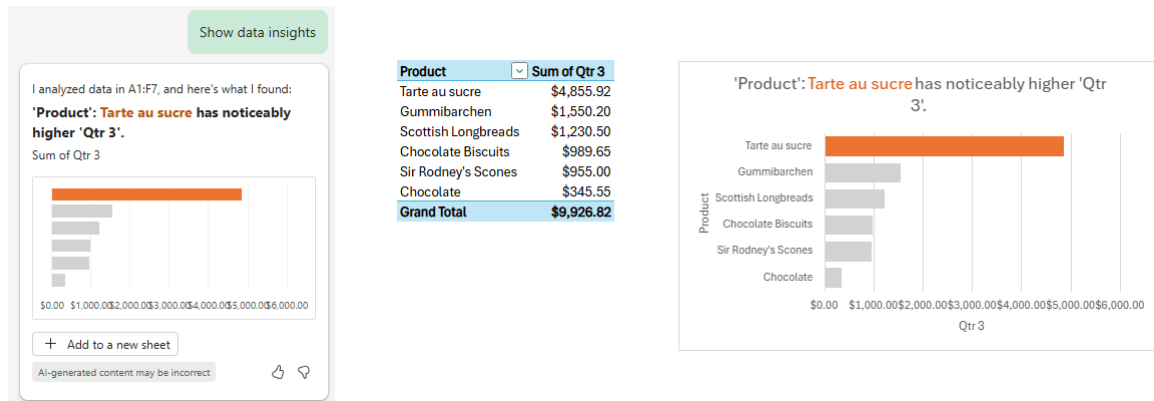 Show data insights
I analyzed data in A1:F7, and here's what I found:
'Product': Tarte au sucre has noticeably
higher 'Qtr 3'.
Sum of Qtr 3
$0.00 $1,000.00 $2,000.00 $3,000.00 $4,000.00 $5,000.00 $6,000.00
+ Add to a new sheet
AI-generated content may be incorrect
Product Sum of Qtr 3
Tarte au sucre $4,855.92
Gummibarchen $1,550.20
Scottish Longbreads $1,230.50
Chocolate Biscuits $989.65
Sir Rodney's Scones $955.00
Chocolate $345.55
Grand Total $9,926.82
'Product': Tarte au sucre has noticeably higher 'Qtr
3'.
Product
Tarte au sucre
Gummibarchen
Scottish Longbreads
Chocolate Biscuits
Sir Rodney's Scones
Chocolate
$0.00 $1,000.00 $2,000.00 $3,000.00 $4,000.00 $5,000.00 $6,000.00
Qtr 3